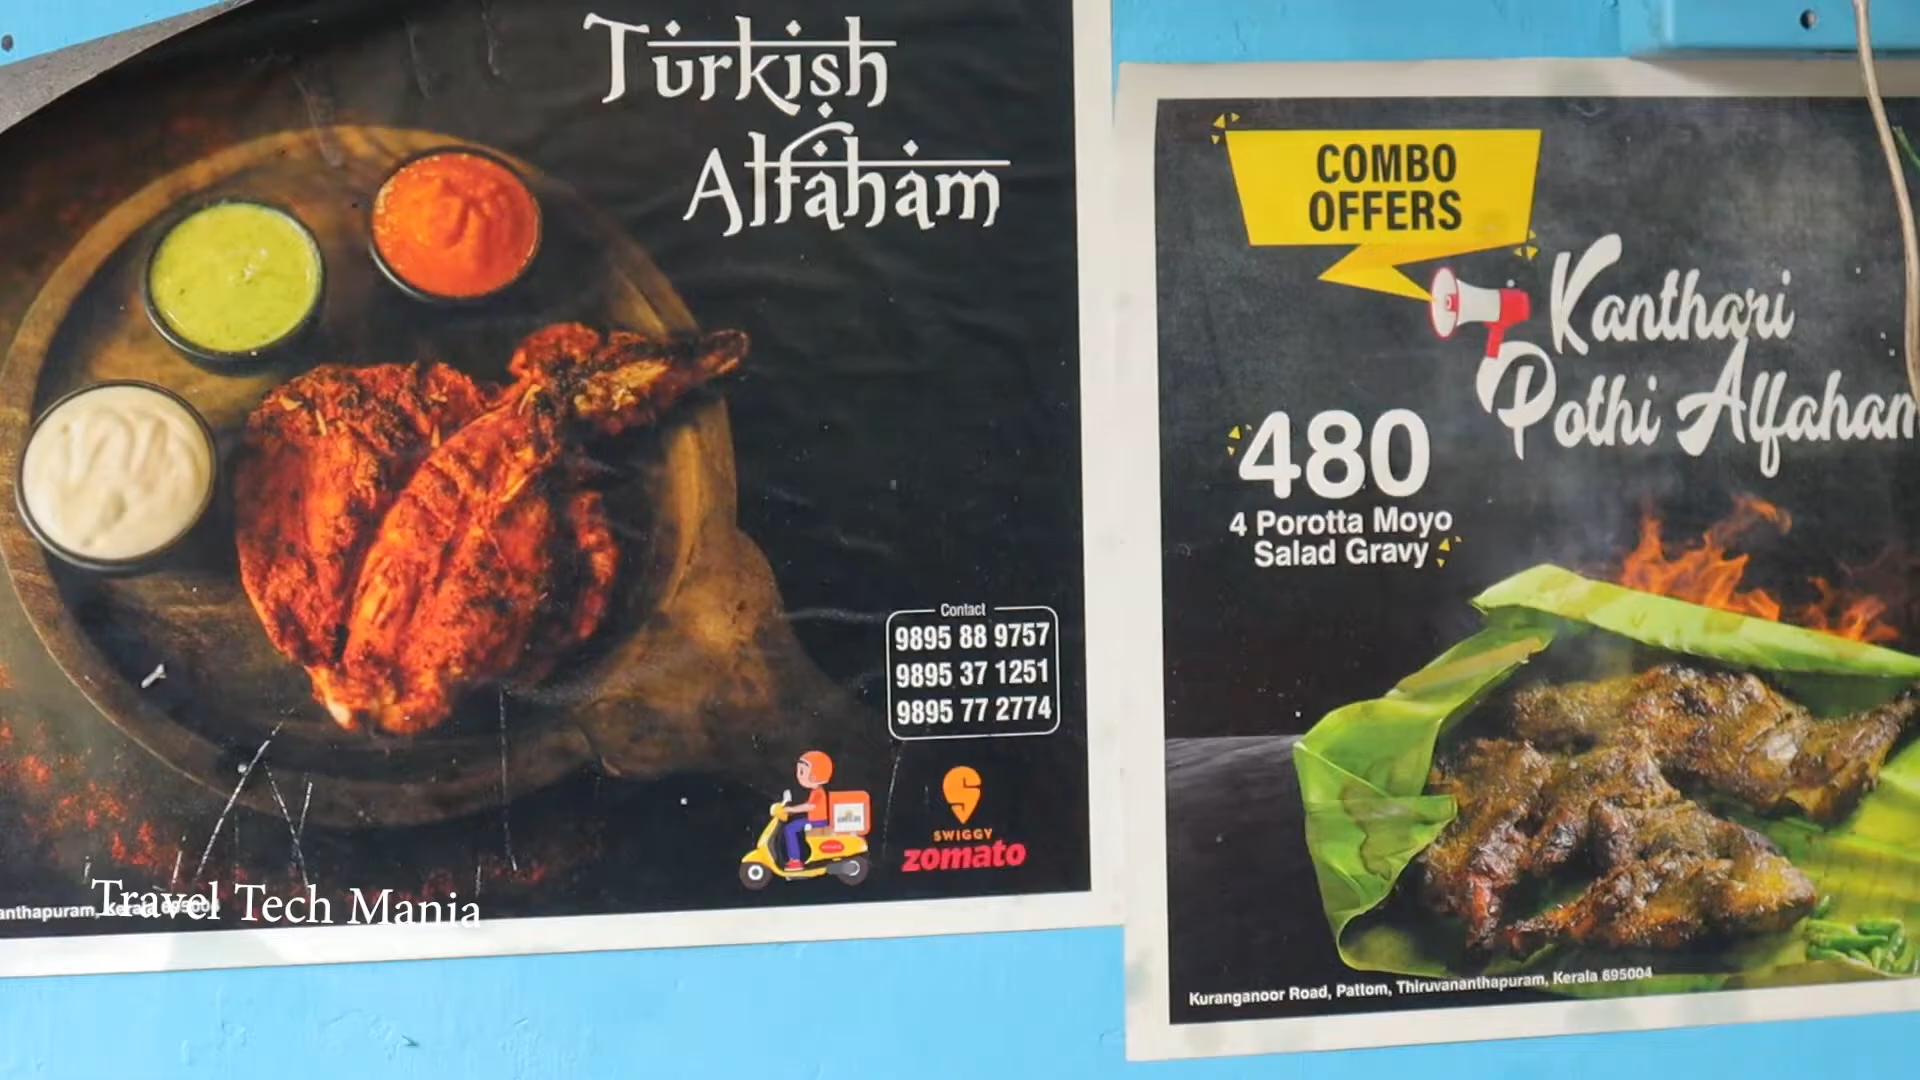 Turkish
Alfaham
Contact
9895 88 9757
9895 37 1251
9895 77 2774
SWIGGY
zomato
Travel Tech Mania
COMBO
OFFERS
Kanthari
Pothi Alfaham
480
4 Porotta Moyo
Salad Gravy
Kuranganoor Road, Pattom, Thiruvananthapuram, Kerala 695004